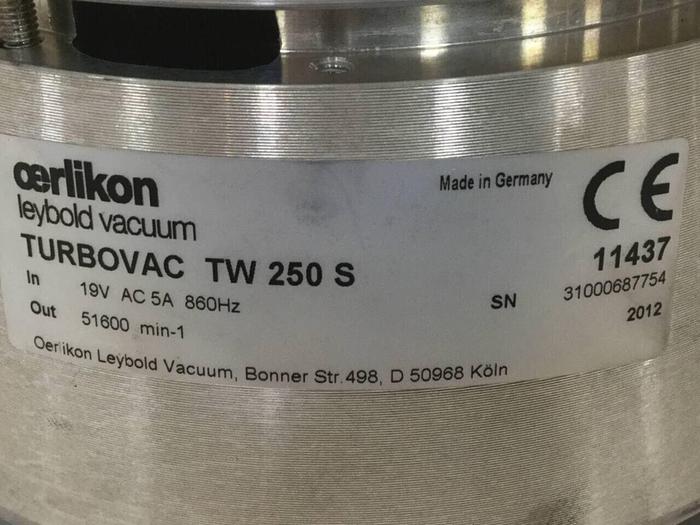 oerlikon
leybold vacuum
Made in Germany
CE
TURBOVAC TW 250 S
11437
In 19V AC 5A 860Hz
SN 31000687754
Out 51600 min-1
2012
Oerlikon Leybold Vacuum, Bonner Str.498, D 50968 Köln